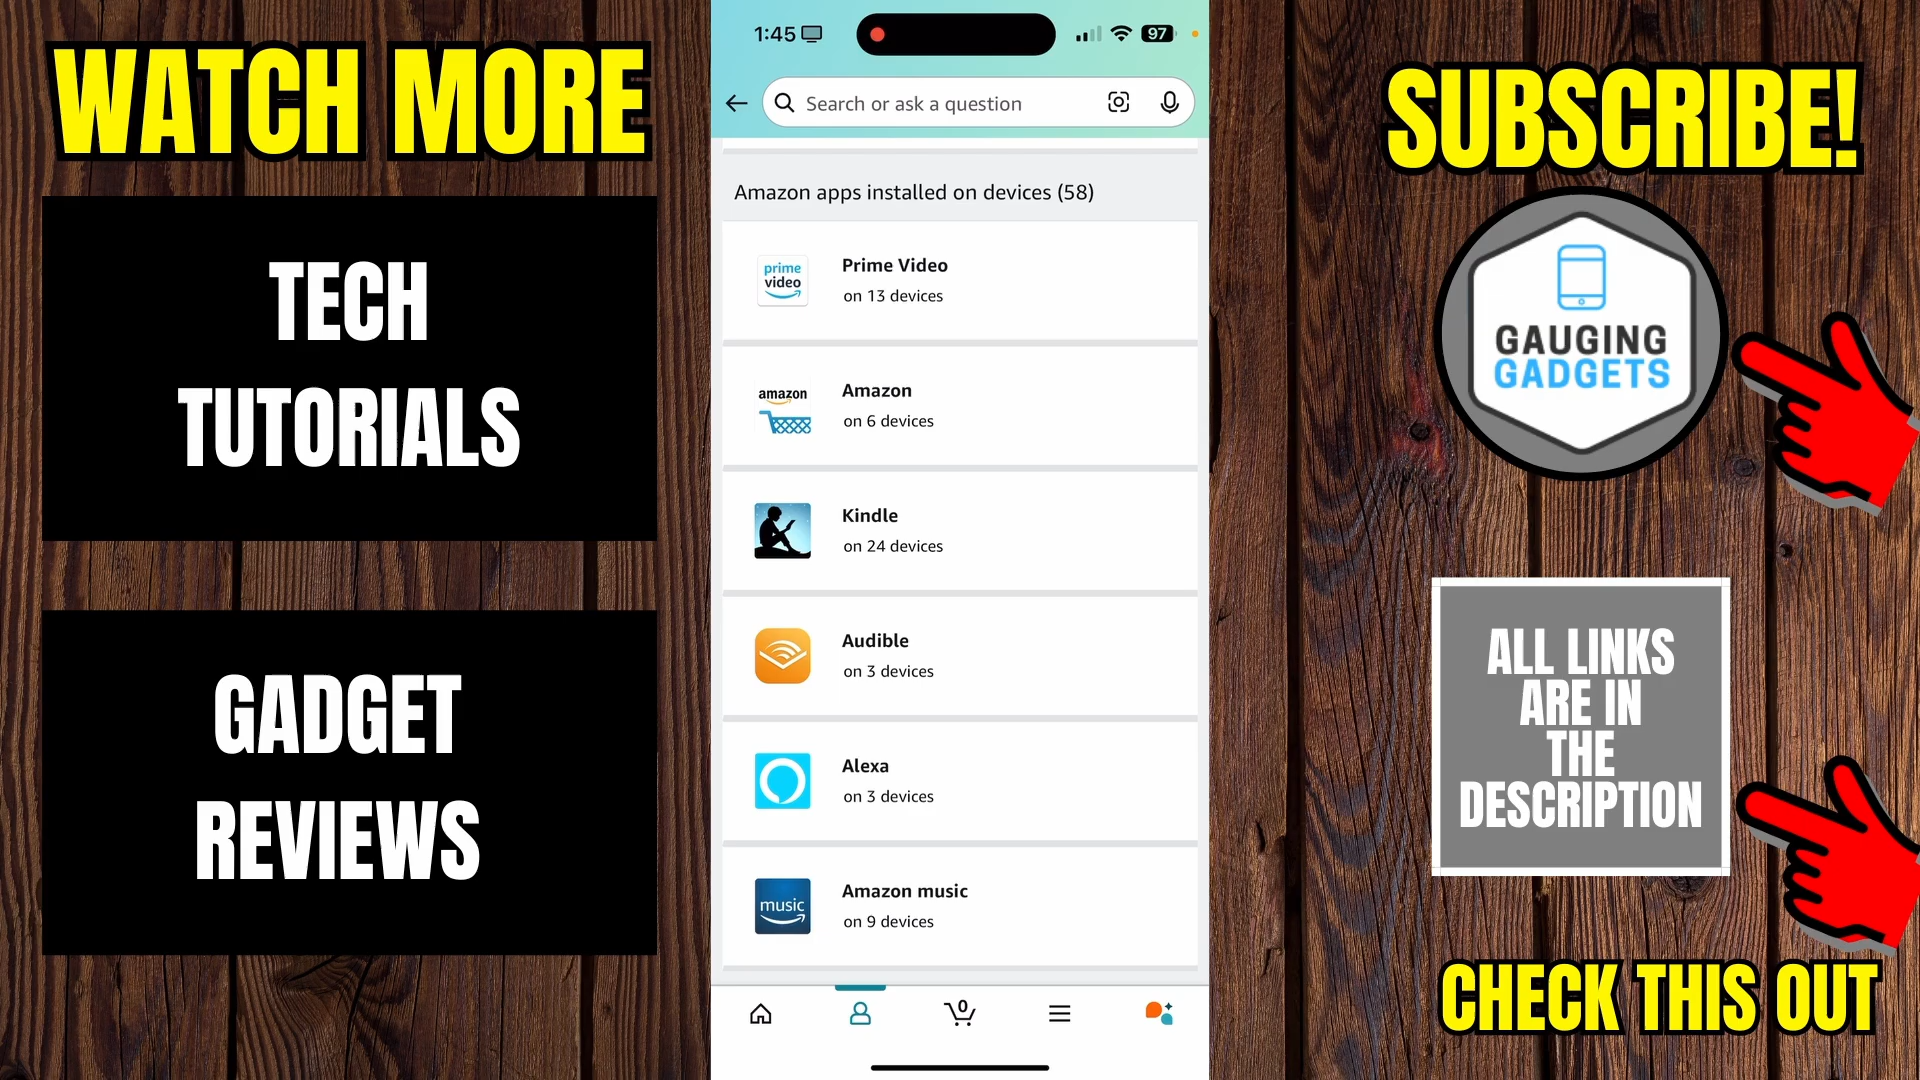 WATCH MORE
TECH
TUTORIALS
GADGET
REVIEWS
1:45
97
Search or ask a question
Amazon apps installed on devices (58)
prime
video
Prime Video
on 13 devices
amazon
Amazon
on 6 devices
Kindle
on 24 devices
Audible
on 3 devices
Alexa
on 3 devices
music
Amazon music
on 9 devices
0
SUBSCRIBE!
GAUGING
GADGETS
ALL LINKS
ARE IN
THE
DESCRIPTION
CHECK THIS OUT